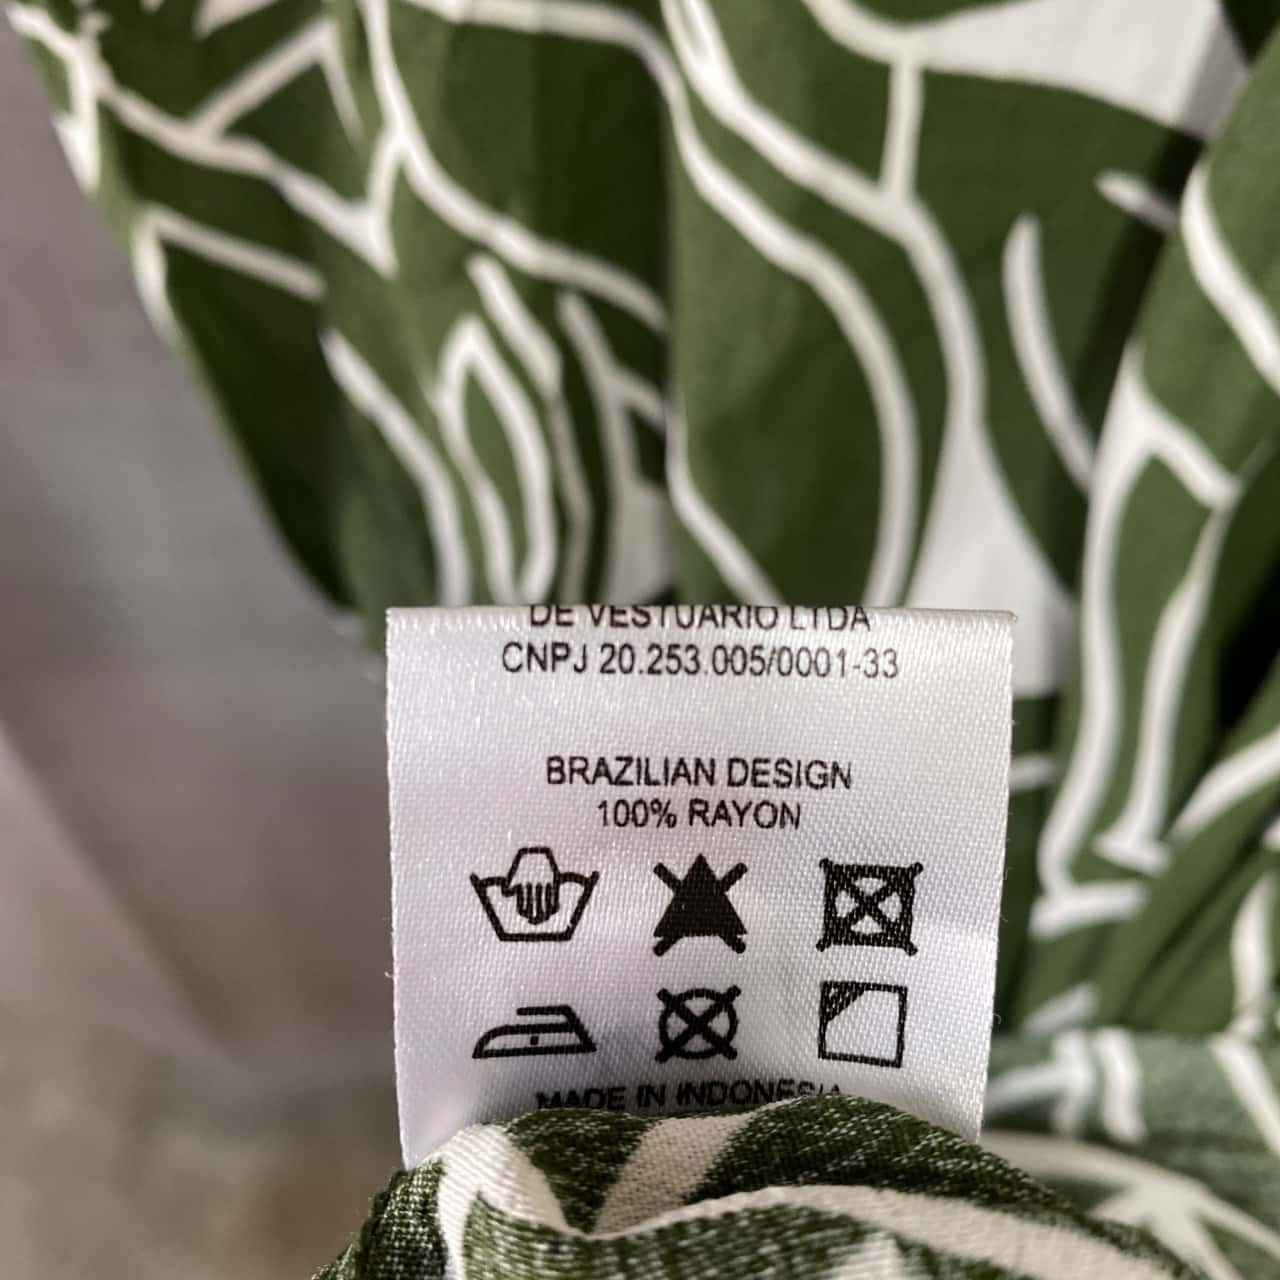 DE VESTUARIO LTDA
CNPJ 20.253.005/0001-33
BRAZILIAN DESIGN
100% RAYON
MADE IN INDONESIA